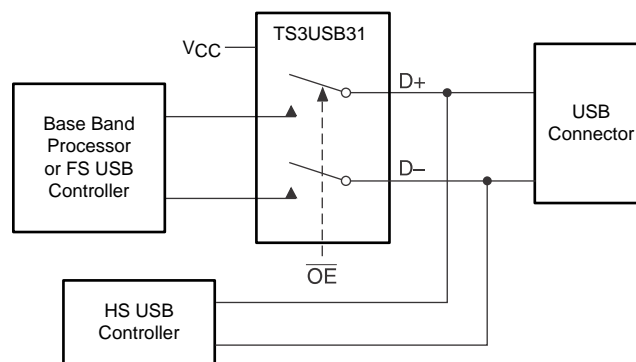 TS3USB31
VCC
D+
USB
Connector
Base Band
Processor
or FS USB
Controller
D−
OE
HS USB
Controller